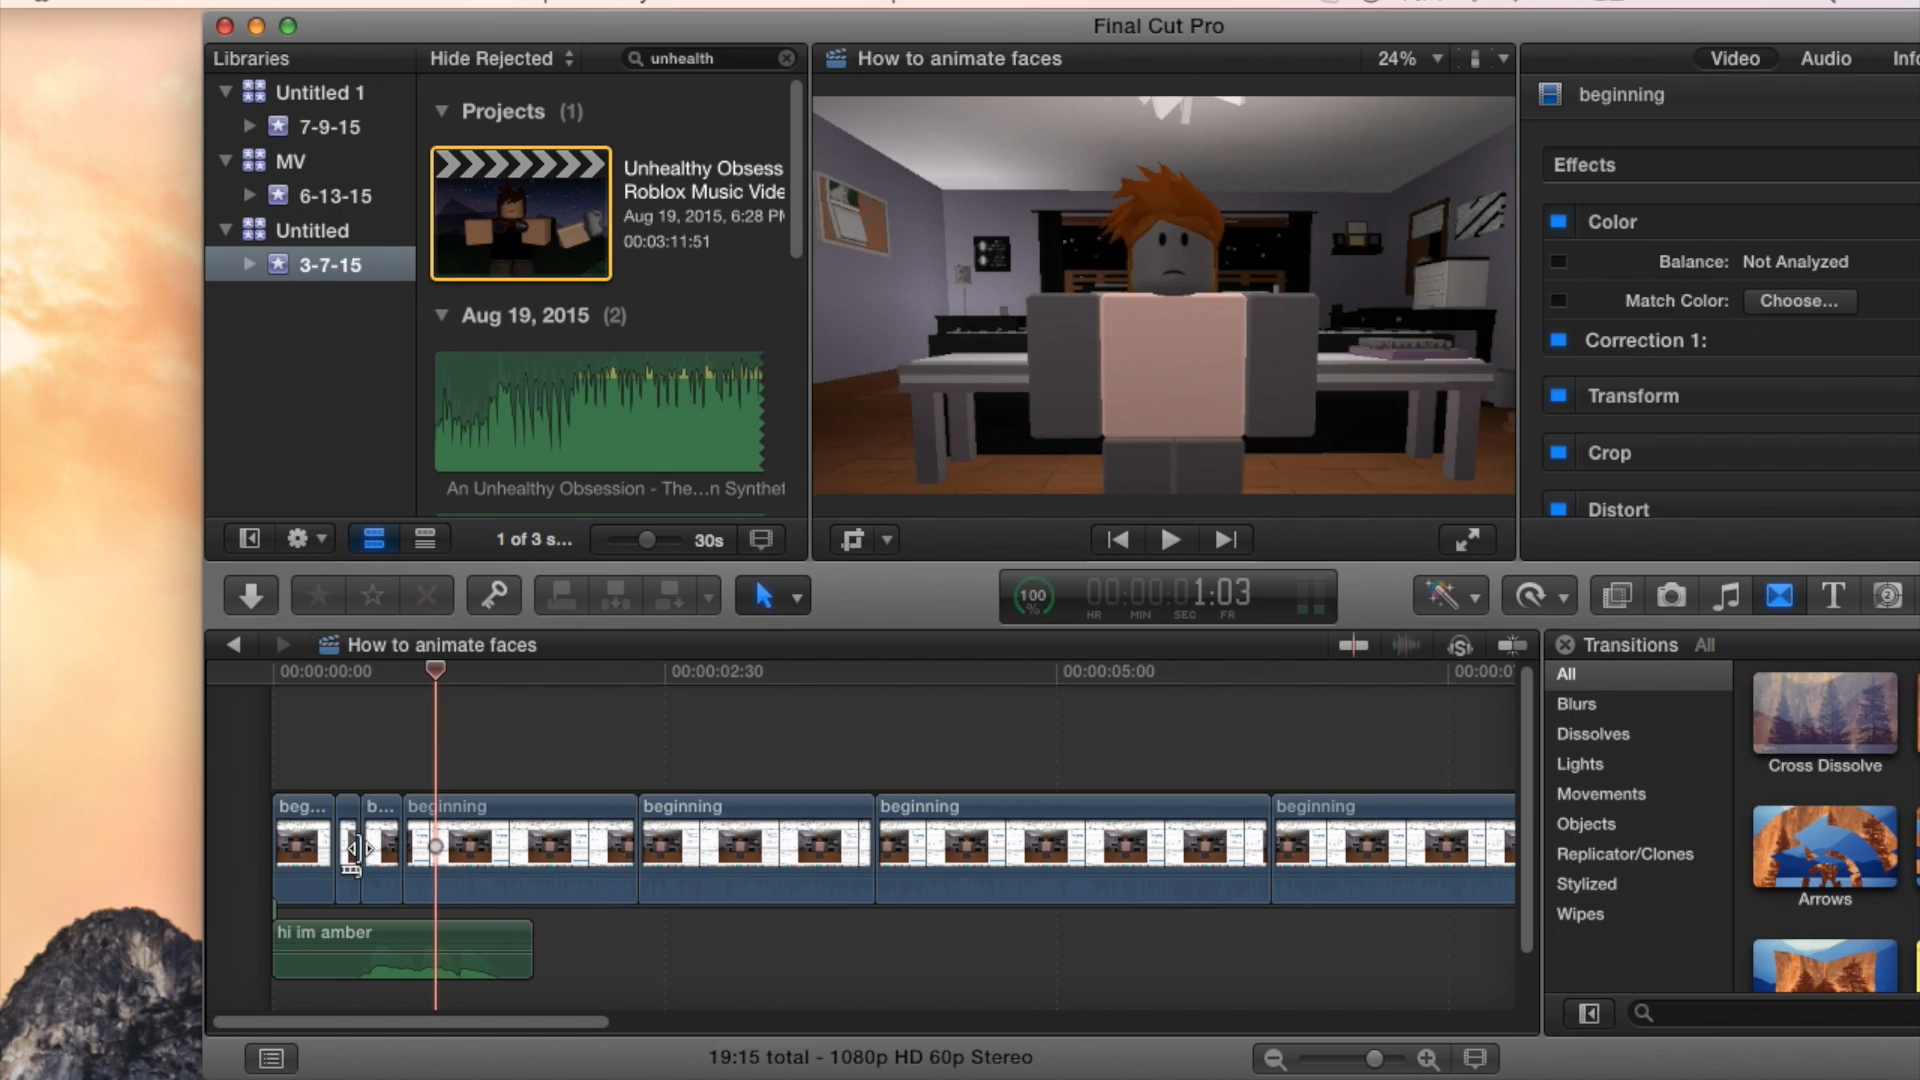 Final Cut Pro
Libraries
Hide Rejected
unhealth
How to animate faces
24%
Video
Audio
Untitled 1
7-9-15
MV
6-13-15
Untitled
3-7-15
Projects (1)
Unhealthy Obsess
Roblox Music Vide
Aug 19, 2015, 6:28 PM
00:03:11:51
Aug 19, 2015 (2)
An Unhealthy Obsession - The...n Synthet
beginning
Effects
Color
Balance: Not Analyzed
Match Color: Choose...
Correction 1:
Transform
Crop
Distort
1 of 3 s...
30s
100
%
00:00:01:03
HR MIN SEC FR
T
How to animate faces
00:00:00:00
00:00:02:30
00:00:05:00
00:00:0
beg...
b...
beginning
beginning
beginning
beginning
hi im amber
Transitions All
All
Blurs
Dissolves
Lights
Movements
Objects
Replicator/Clones
Stylized
Wipes
Cross Dissolve
Arrows
19:15 total - 1080p HD 60p Stereo